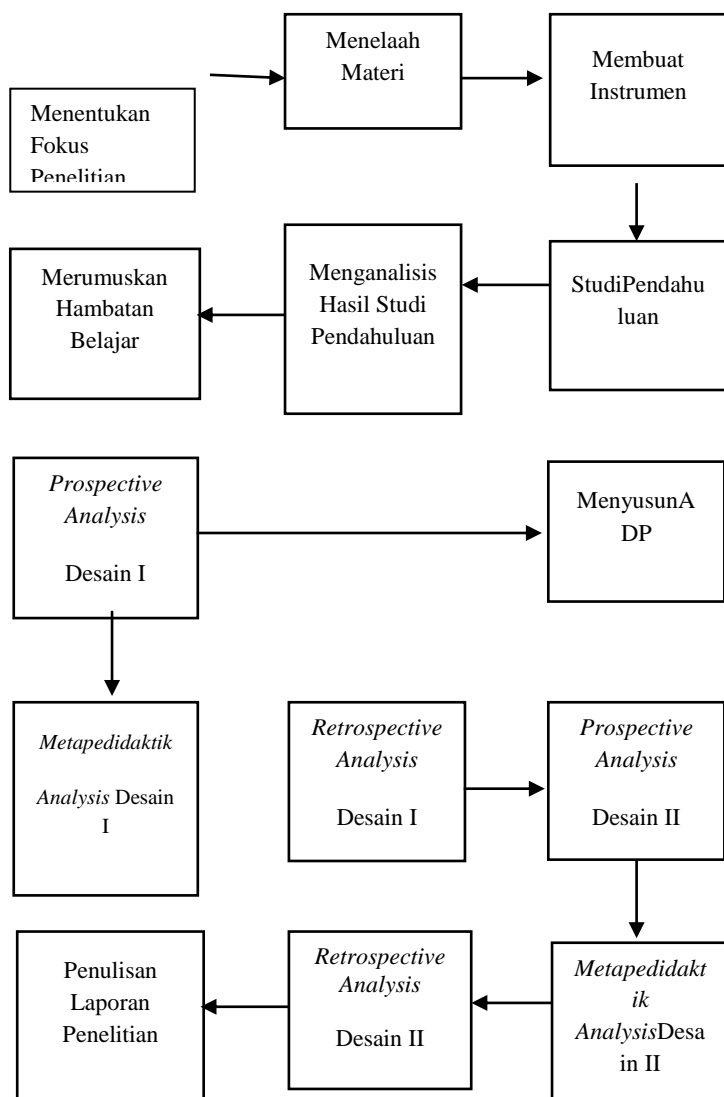 Menelaah
Materi
Membuat
Instrumen
Menentukan
Fokus
Penelitian
Merumuskan
Hambatan
Belajar
Menganalisis
Hasil Studi
Pendahuluan
StudiPendahu
luan
Prospective
Analysis
Desain I
MenyusunA
DP
Metapedidaktik
Analysis Desain
I
Retrospective
Analysis
Desain I
Prospective
Analysis
Desain II
Penulisan
Laporan
Penelitian
Retrospective
Analysis
Desain II
Metapedidakt
ik
AnalysisDesa
in II